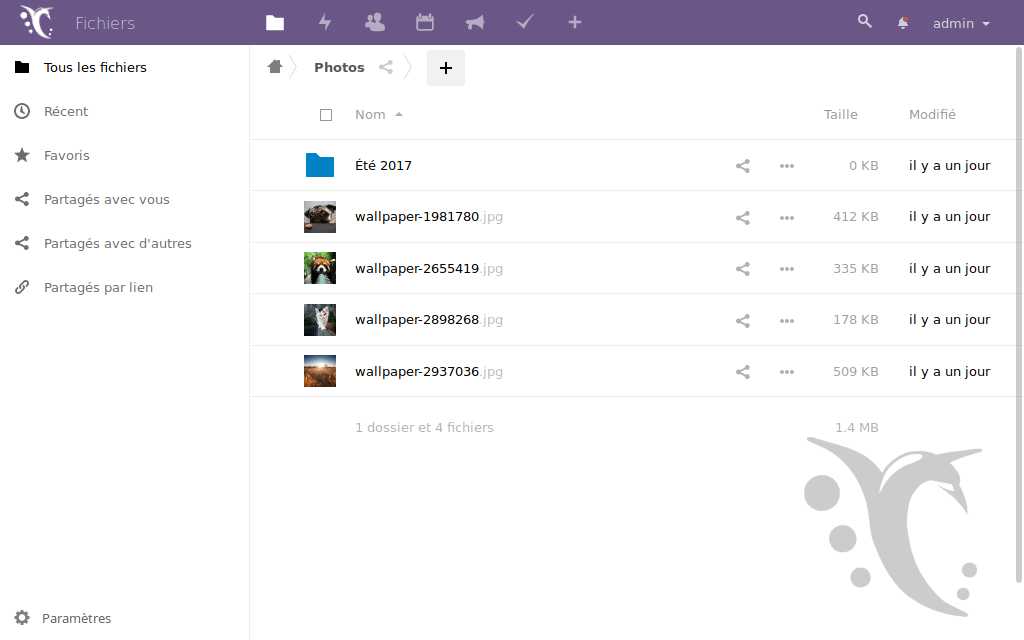 Fichiers
admin
Tous les fichiers
Récent
Favoris
Partagés avec vous
Partagés avec d'autres
Partagés par lien
Paramètres
Photos
Nom Taille Modifié
Été 2017 0 KB il y a un jour
wallpaper-1981780.jpg 412 KB il y a un jour
wallpaper-2655419.jpg 335 KB il y a un jour
wallpaper-2898268.jpg 178 KB il y a un jour
wallpaper-2937036.jpg 509 KB il y a un jour
1 dossier et 4 fichiers 1.4 MB